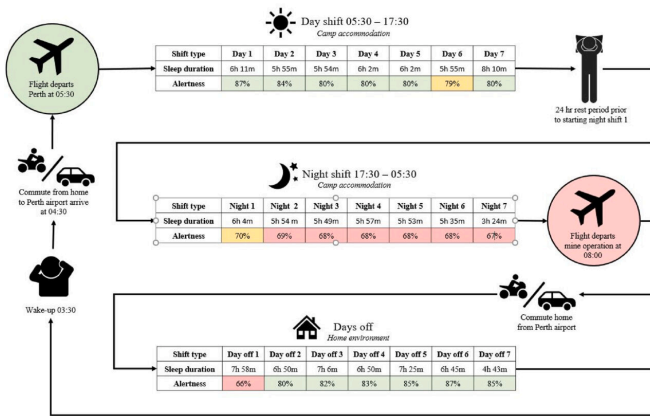 Day shift 05:30 – 17:30
Camp accommodation
Flight departs
Perth at 05:30
Shift type Day 1 Day 2 Day 3 Day 4 Day 5 Day 6 Day 7
Sleep duration 6h 11m 5h 55m 5h 54m 6h 2m 6h 2m 5h 55m 8h 10m
Alertness 87% 84% 80% 80% 80% 79% 80%
24 hr rest period prior
to starting night shift 1
Commute from home
to Perth airport arrive
at 04:30
Night shift 17:30 – 05:30
Camp accommodation
Shift type Night 1 Night 2 Night 3 Night 4 Night 5 Night 6 Night 7
Sleep duration 6h 4m 5h 54 m 5h 49m 5h 57m 5h 53m 5h 35m 3h 24m
Alertness 70% 69% 68% 68% 68% 68% 67%
Flight departs
mine operation at
08:00
Wake-up 03:30
Commute home
from Perth airport
Days off
Home environment
Shift type Day off 1 Day off 2 Day off 3 Day off 4 Day off 5 Day off 6 Day off 7
Sleep duration 7h 58m 6h 50m 7h 6m 6h 50m 7h 25m 6h 45m 4h 43m
Alertness 66% 80% 82% 83% 85% 87% 85%